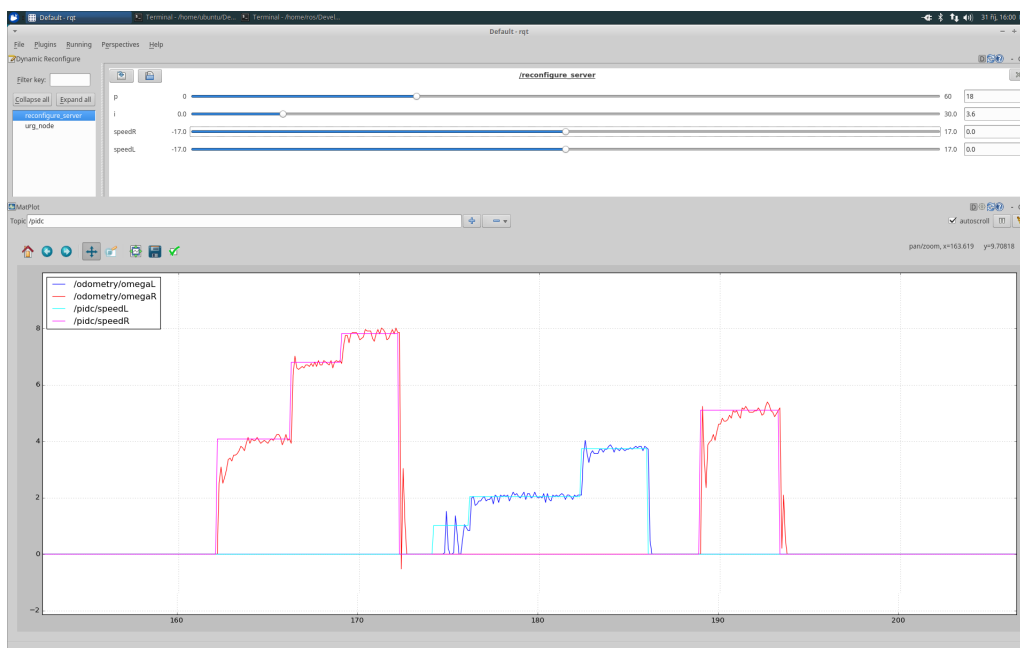 Default - rqt
Terminal - /home/ubuntu/De...
Terminal - /home/ros/Devel...
31 říj, 16:00
Default - rqt
File Plugins Running Perspectives Help
Dynamic Reconfigure
Filter key:
Collapse all Expand all
reconfigure_server
urg_node
/reconfigure_server
p 0 60 18
i 0.0 30.0 3.6
speedR -17.0 17.0 0.0
speedL -17.0 17.0 0.0
MatPlot
Topic /pidc
autoscroll
pan/zoom, x=163.619 y=9.70818
/odometry/omegaL
/odometry/omegaR
/pidc/speedL
/pidc/speedR
8
6
4
2
0
−2
160 170 180 190 200